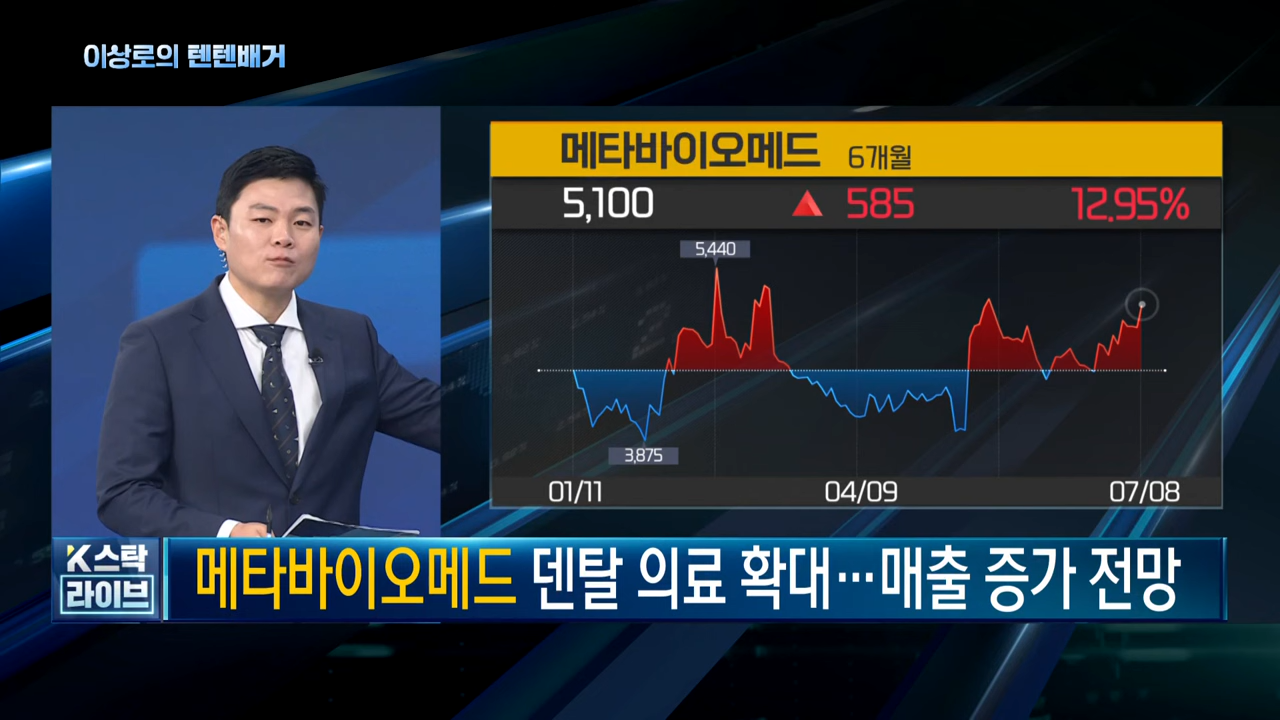 이상로의 텐텐배거
메타바이오메드 6개월
5,100 ▲ 585 12.95%
5,440
3,875
01/11 04/09 07/08
K스탁
라이브
메타바이오메드 덴탈 의료 확대…매출 증가 전망